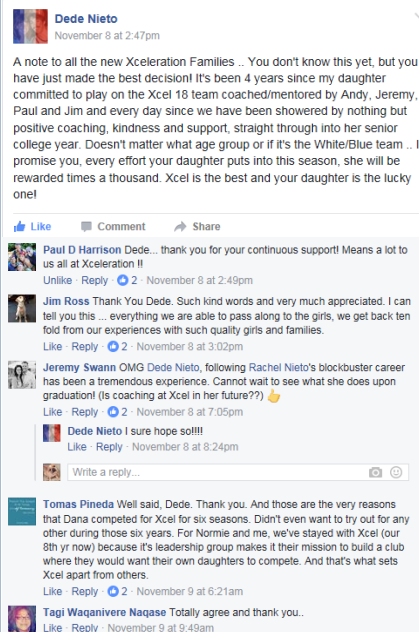 Dede Nieto
November 8 at 2:47pm
A note to all the new Xceleration Families .. You don't know this yet, but you
have just made the best decision! It's been 4 years since my daughter
committed to play on the Xcel 18 team coached/mentored by Andy, Jeremy,
Paul and Jim and every day since we have been showered by nothing but
positive coaching, kindness and support, straight through into her senior
college year. Doesn't matter what age group or if it's the White/Blue team .. I
promise you, every effort your daughter puts into this season, she will be
rewarded times a thousand. Xcel is the best and your daughter is the lucky
one!
Like Comment Share
Paul D Harrison Dede... thank you for your continuous support! Means a lot to
us all at Xceleration !!
Unlike · Reply · 2 · November 8 at 2:49pm
Jim Ross Thank You Dede. Such kind words and very much appreciated. I can
tell you this ... everything we are able to pass along to the girls, we get back ten
fold from our experiences with such quality girls and families.
Like · Reply · 2 · November 8 at 3:02pm
Jeremy Swann OMG Dede Nieto, following Rachel Nieto's blockbuster career
has been a tremendous experience. Cannot wait to see what she does upon
graduation! (Is coaching at Xcel in her future??)
Like · Reply · 2 · November 8 at 7:05pm
Dede Nieto I sure hope so!!!!
Like · Reply · November 8 at 8:24pm
Write a reply...
Tomas Pineda Well said, Dede. Thank you. And those are the very reasons
that Dana competed for Xcel for six seasons. Didn't even want to try out for any
other during those six years. For Normie and me, we've stayed with Xcel (our
8th yr now) because it's leadership group makes it their mission to build a club
where they would want their own daughters to compete. And that's what sets
Xcel apart from others.
Like · Reply · 2 · November 9 at 6:21am
Tagi Waqanivere Naqase Totally agree and thank you..
Like · Reply · November 9 at 9:49am